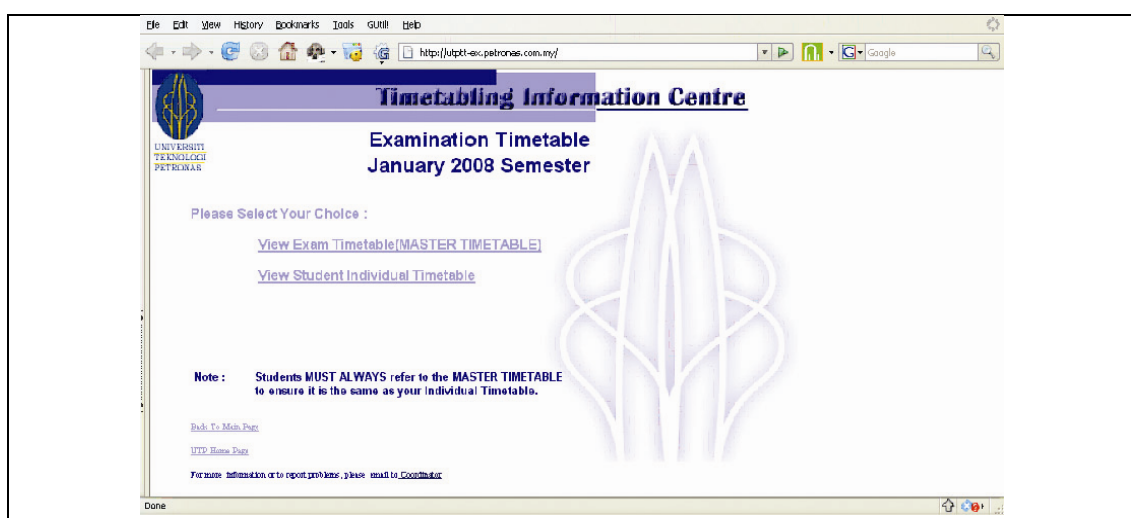 File Edit View History Bookmarks Tools GUtil! Help
http://utptt-ex.petronas.com.my/
G Google
Timetabling Information Centre
UNIVERSITI
TEKNOLOGI
PETRONAS
Examination Timetable
January 2008 Semester
Please Select Your Choice :
View Exam Timetable[MASTER TIMETABLE]
View Student Individual Timetable
Note : Students MUST ALWAYS refer to the MASTER TIMETABLE
to ensure it is the same as your Individual Timetable.
Back To Main Page
UTP Home Page
For more information or to report problems, please email to Coordinator
Done